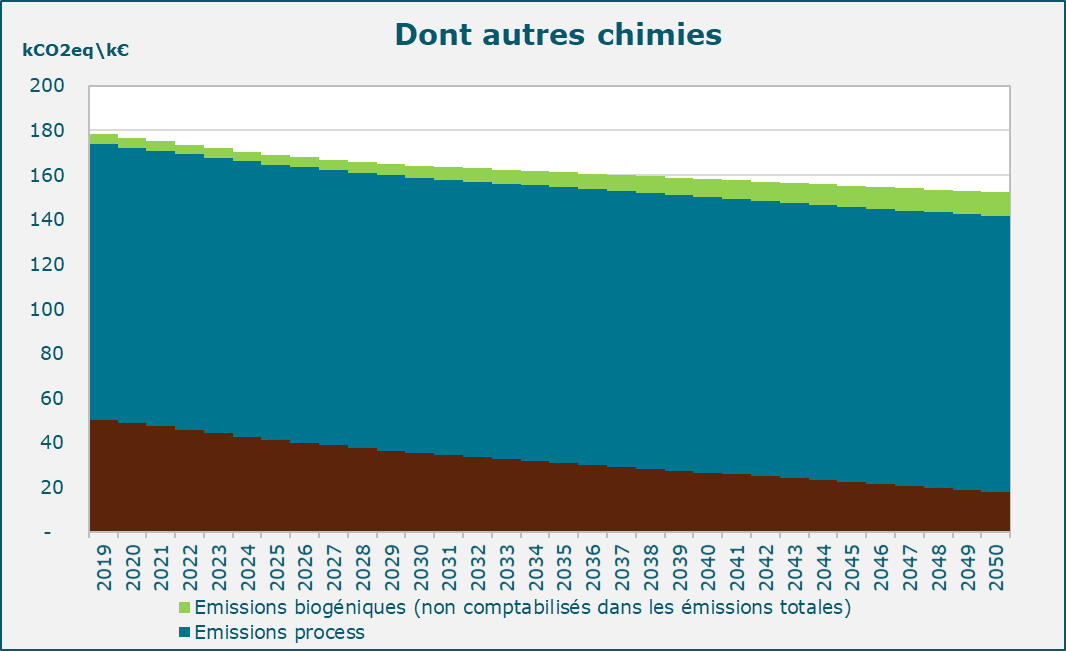 Dont autres chimies
kCO2eq\k€
200
180
160
140
120
100
80
60
40
20
-
2019 2020 2021 2022 2023 2024 2025 2026 2027 2028 2029 2030 2031 2032 2033 2034 2035 2036 2037 2038 2039 2040 2041 2042 2043 2044 2045 2046 2047 2048 2049 2050
Emissions biogéniques (non comptabilisés dans les émissions totales)
Emissions process